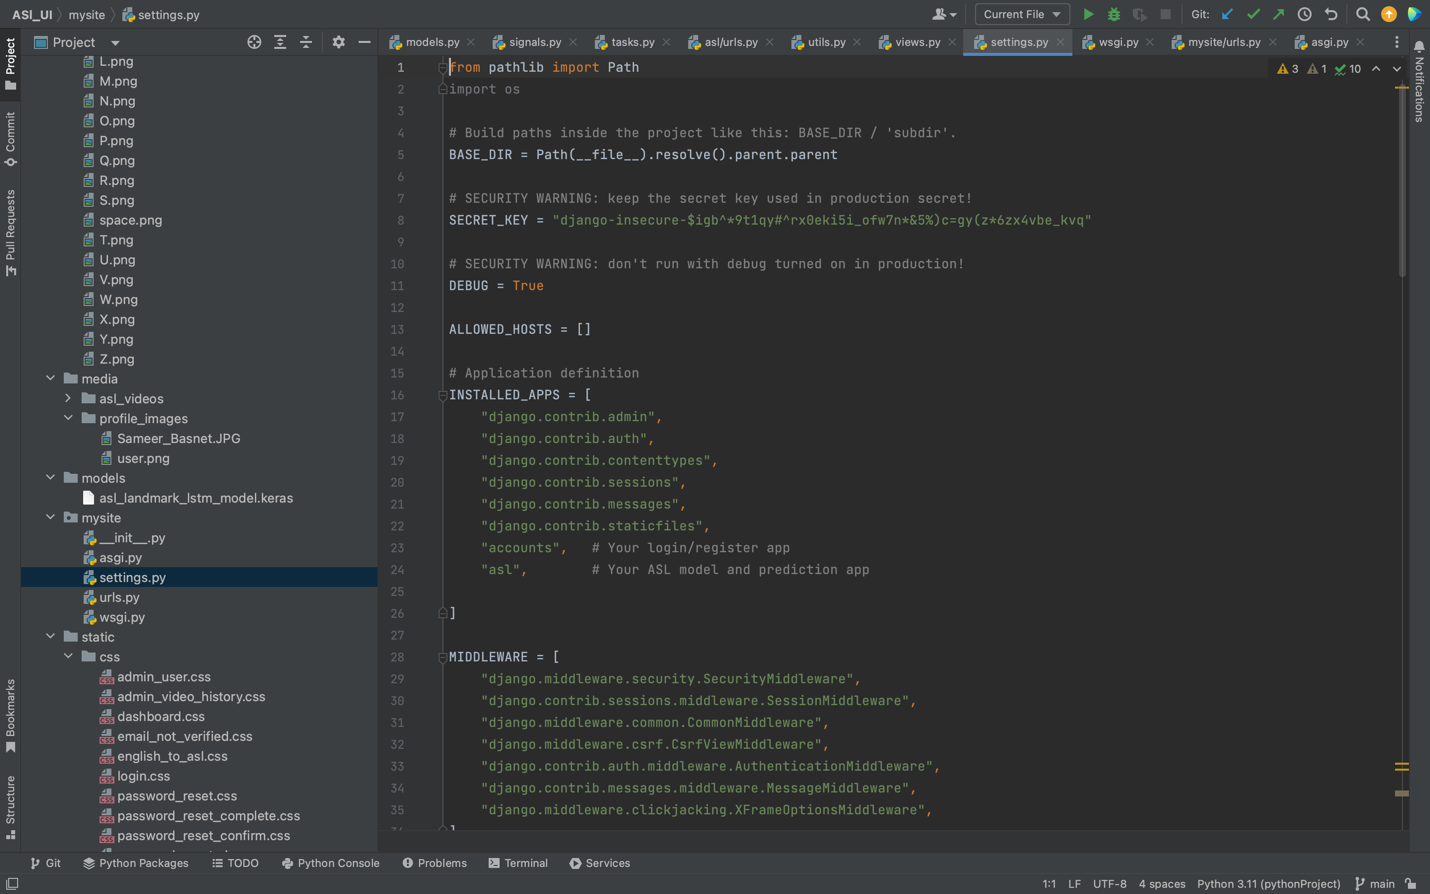 ASI_UI mysite settings.py
Current File
Git:
Project
models.py signals.py tasks.py asl/urls.py utils.py views.py settings.py wsgi.py mysite/urls.py asgi.py
Project
Commit
Pull Requests
Bookmarks
Structure
Notifications
L.png
M.png
N.png
O.png
P.png
Q.png
R.png
S.png
space.png
T.png
U.png
V.png
W.png
X.png
Y.png
Z.png
media
asl_videos
profile_images
Sameer_Basnet.JPG
user.png
models
asl_landmark_lstm_model.keras
mysite
__init__.py
asgi.py
settings.py
urls.py
wsgi.py
static
css
admin_user.css
admin_video_history.css
dashboard.css
email_not_verified.css
english_to_asl.css
login.css
password_reset.css
password_reset_complete.css
password_reset_confirm.css
3 1 10
1 from pathlib import Path
2 import os
3
4 # Build paths inside the project like this: BASE_DIR / 'subdir'.
5 BASE_DIR = Path(__file__).resolve().parent.parent
6
7 # SECURITY WARNING: keep the secret key used in production secret!
8 SECRET_KEY = "django-insecure-$igb^*9t1qy#^rx0eki5i_ofw7n*&5%)c=gy(z*6zx4vbe_kvq"
9
10 # SECURITY WARNING: don't run with debug turned on in production!
11 DEBUG = True
12
13 ALLOWED_HOSTS = []
14
15 # Application definition
16 INSTALLED_APPS = [
17 "django.contrib.admin",
18 "django.contrib.auth",
19 "django.contrib.contenttypes",
20 "django.contrib.sessions",
21 "django.contrib.messages",
22 "django.contrib.staticfiles",
23 "accounts", # Your login/register app
24 "asl", # Your ASL model and prediction app
25
26 ]
27
28 MIDDLEWARE = [
29 "django.middleware.security.SecurityMiddleware",
30 "django.contrib.sessions.middleware.SessionMiddleware",
31 "django.middleware.common.CommonMiddleware",
32 "django.middleware.csrf.CsrfViewMiddleware",
33 "django.contrib.auth.middleware.AuthenticationMiddleware",
34 "django.contrib.messages.middleware.MessageMiddleware",
35 "django.middleware.clickjacking.XFrameOptionsMiddleware",
Git Python Packages TODO Python Console Problems Terminal Services
1:1 LF UTF-8 4 spaces Python 3.11 (pythonProject) main